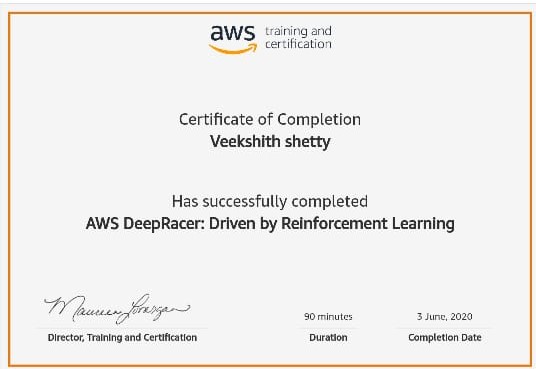 aws training and
certification
Certificate of Completion
Veekshith shetty
Has successfully completed
AWS DeepRacer: Driven by Reinforcement Learning
Maureen Lonergan
90 minutes
3 June, 2020
Director, Training and Certification
Duration
Completion Date